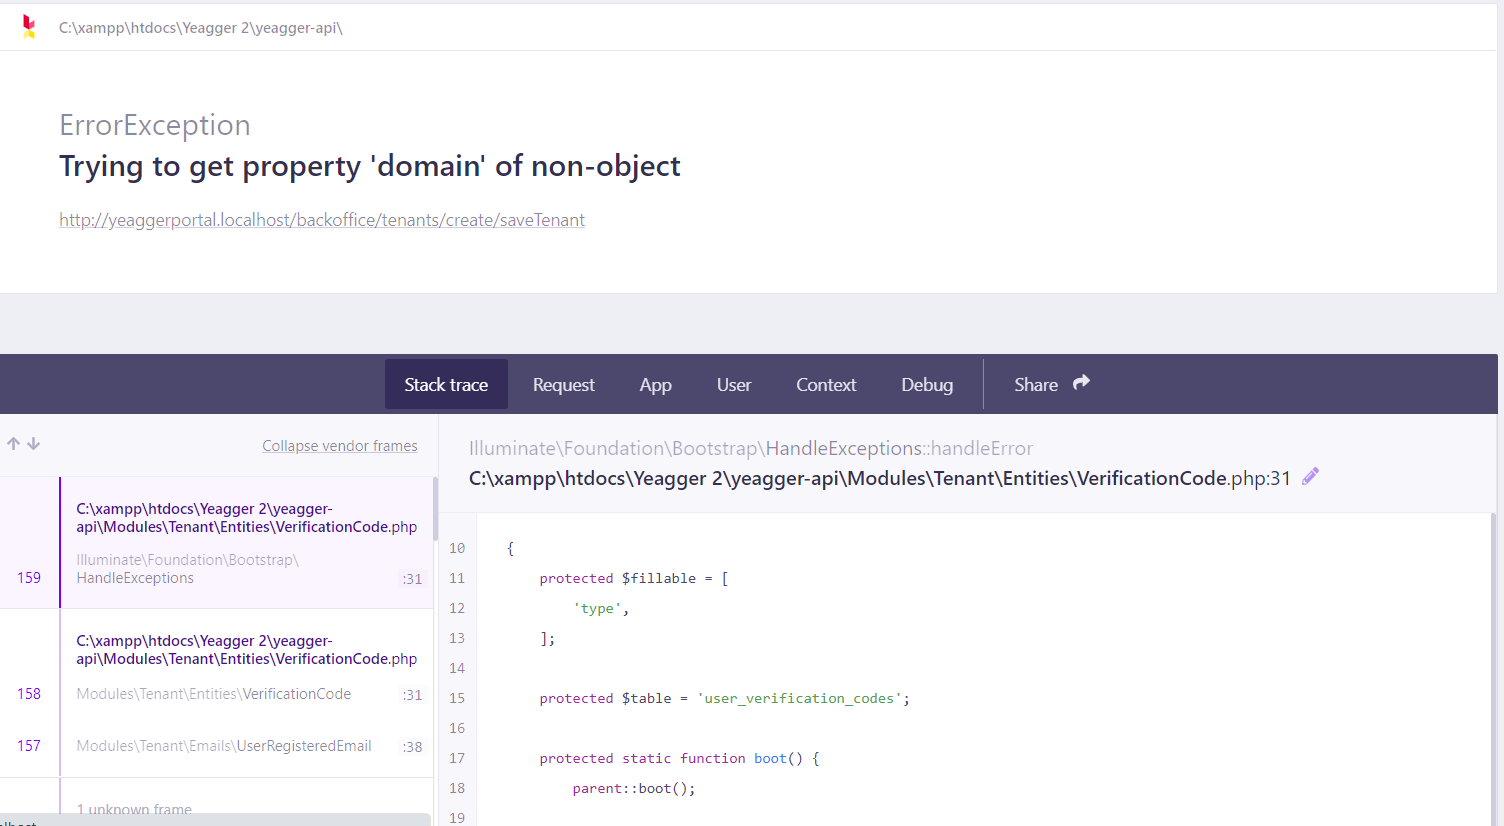 C:\xampp\htdocs\Yeagger 2\yeagger-api\
ErrorException
Trying to get property 'domain' of non-object
http://yeaggerportal.localhost/backoffice/tenants/create/saveTenant
Stack trace Request App User Context Debug Share
Collapse vendor frames
C:\xampp\htdocs\Yeagger 2\yeagger-
api\Modules\Tenant\Entities\VerificationCode.php
Illuminate\Foundation\Bootstrap\
159 HandleExceptions :31
C:\xampp\htdocs\Yeagger 2\yeagger-
api\Modules\Tenant\Entities\VerificationCode.php
158 Modules\Tenant\Entities\VerificationCode :31
157 Modules\Tenant\Emails\UserRegisteredEmail :38
1 unknown frame
Illuminate\Foundation\Bootstrap\HandleExceptions::handleError
C:\xampp\htdocs\Yeagger 2\yeagger-api\Modules\Tenant\Entities\VerificationCode.php:31
10 {
11 protected $fillable = [
12 'type',
13 ];
14
15 protected $table = 'user_verification_codes';
16
17 protected static function boot() {
18 parent::boot();
19